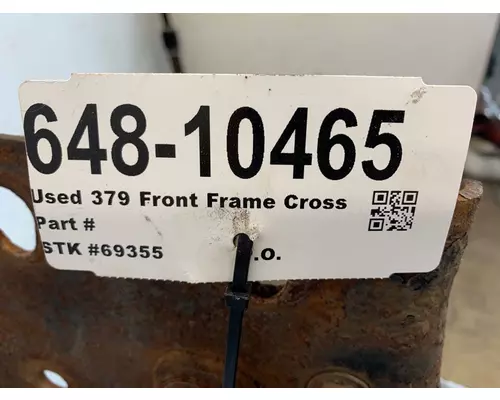 648-10465
Used 379 Front Frame Cross
Part #
STK #69355 .O.